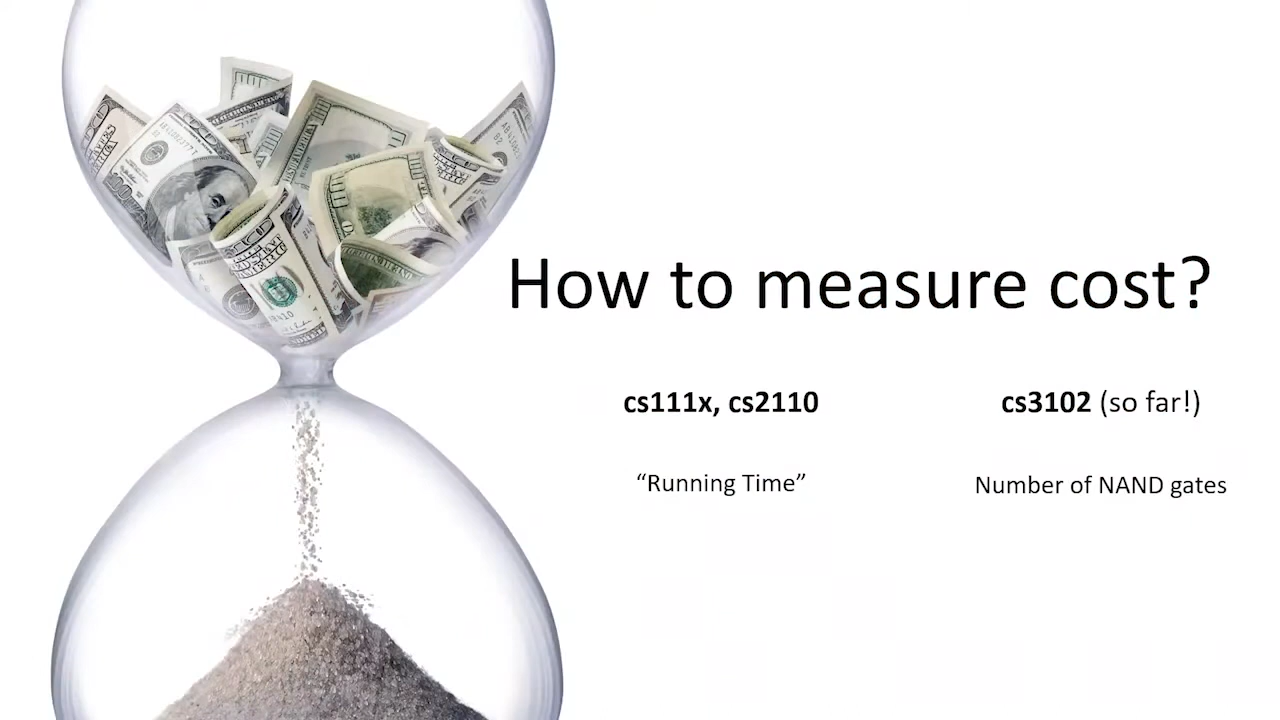 How to measure cost?
cs111x, cs2110
cs3102 (so far!)
“Running Time”
Number of NAND gates